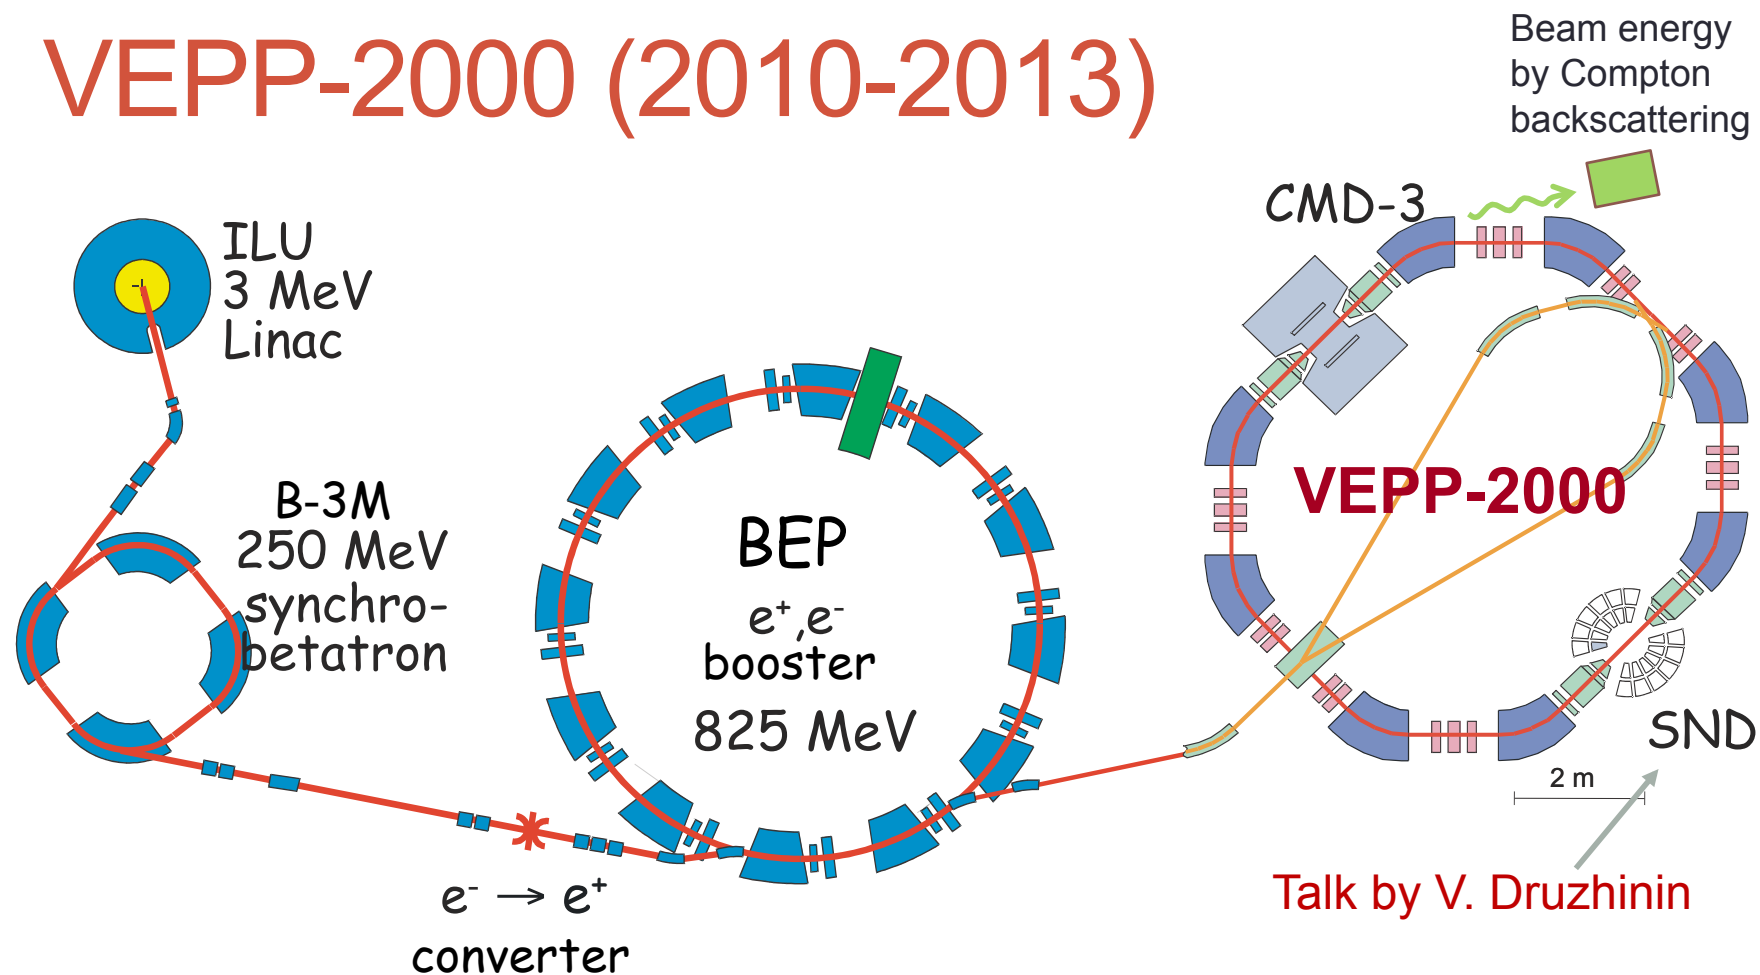 VEPP-2000 (2010-2013)
Beam energy
by Compton
backscattering
CMD-3
ILU
3 MeV
Linac
B-3M
250 MeV
synchro-
betatron
BEP
e⁺,e⁻
booster
825 MeV
VEPP-2000
SND
2 m
Talk by V. Druzhinin
e⁻ → e⁺
converter